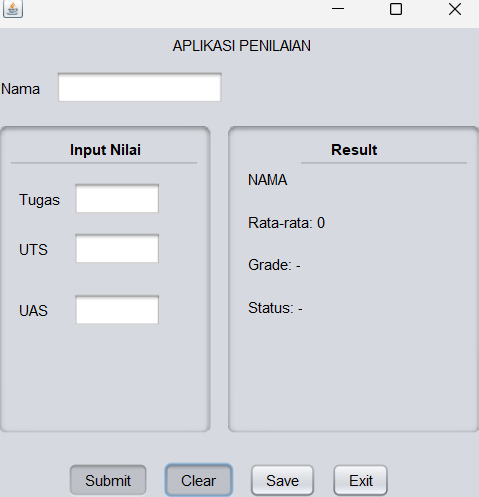 APLIKASI PENILAIAN
Nama
Input Nilai
Tugas
UTS
UAS
Result
NAMA
Rata-rata: 0
Grade: -
Status: -
Submit Clear Save Exit